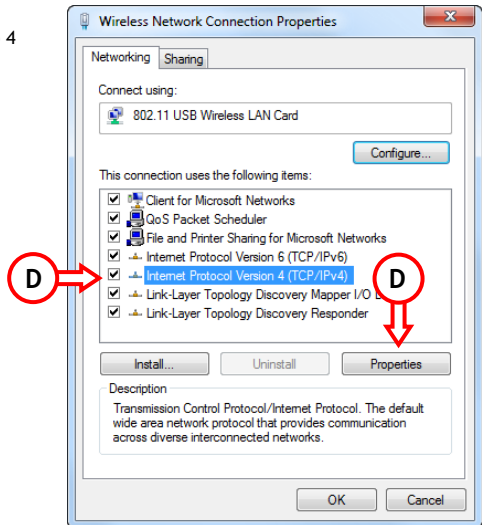 4
Wireless Network Connection Properties
Networking Sharing
Connect using:
802.11 USB Wireless LAN Card
Configure...
This connection uses the following items:
Client for Microsoft Networks
QoS Packet Scheduler
File and Printer Sharing for Microsoft Networks
Internet Protocol Version 6 (TCP/IPv6)
D Internet Protocol Version 4 (TCP/IPv4) D
Link-Layer Topology Discovery Mapper I/O
Link-Layer Topology Discovery Responder
Install... Uninstall Properties
Description
Transmission Control Protocol/Internet Protocol. The default
wide area network protocol that provides communication
across diverse interconnected networks.
OK Cancel